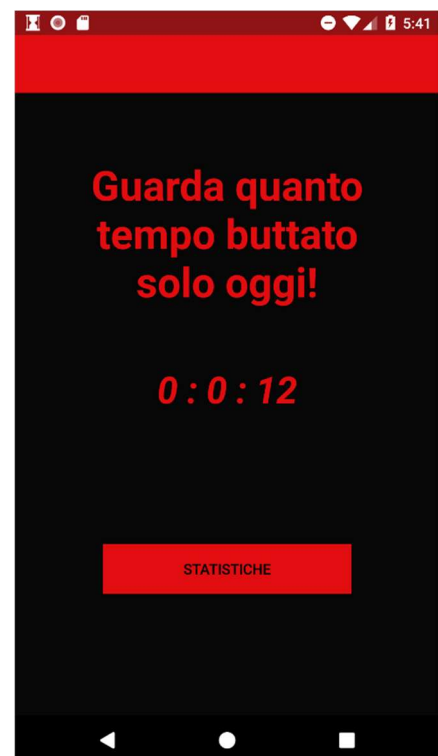 5:41
Guarda quanto
tempo buttato
solo oggi!
0 : 0 : 12
STATISTICHE